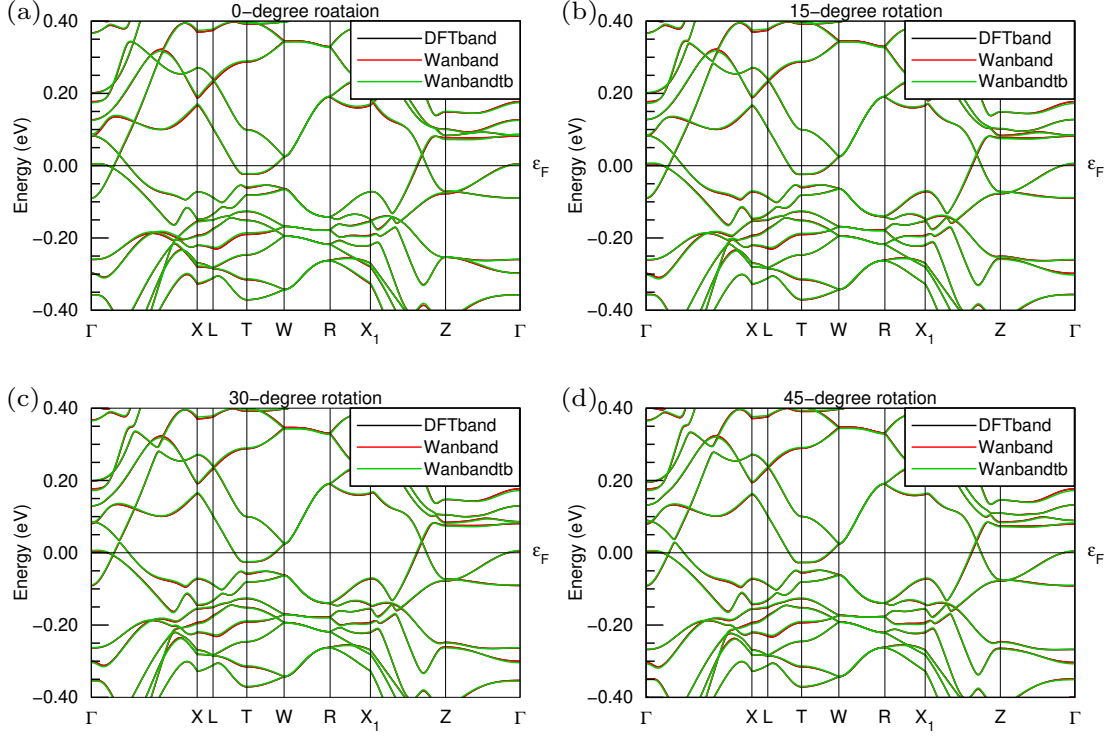 (a)
0−degree roataion
Energy (eV)
0.40
0.20
0.00
−0.20
−0.40
DFTband
Wanband
Wanbandtb
εF
Γ X L T W R X1 Z Γ
(b)
15−degree rotation
Energy (eV)
0.40
0.20
0.00
−0.20
−0.40
DFTband
Wanband
Wanbandtb
εF
Γ X L T W R X1 Z Γ
(c)
30−degree rotation
Energy (eV)
0.40
0.20
0.00
−0.20
−0.40
DFTband
Wanband
Wanbandtb
εF
Γ X L T W R X1 Z Γ
(d)
45−degree rotation
Energy (eV)
0.40
0.20
0.00
−0.20
−0.40
DFTband
Wanband
Wanbandtb
εF
Γ X L T W R X1 Z Γ